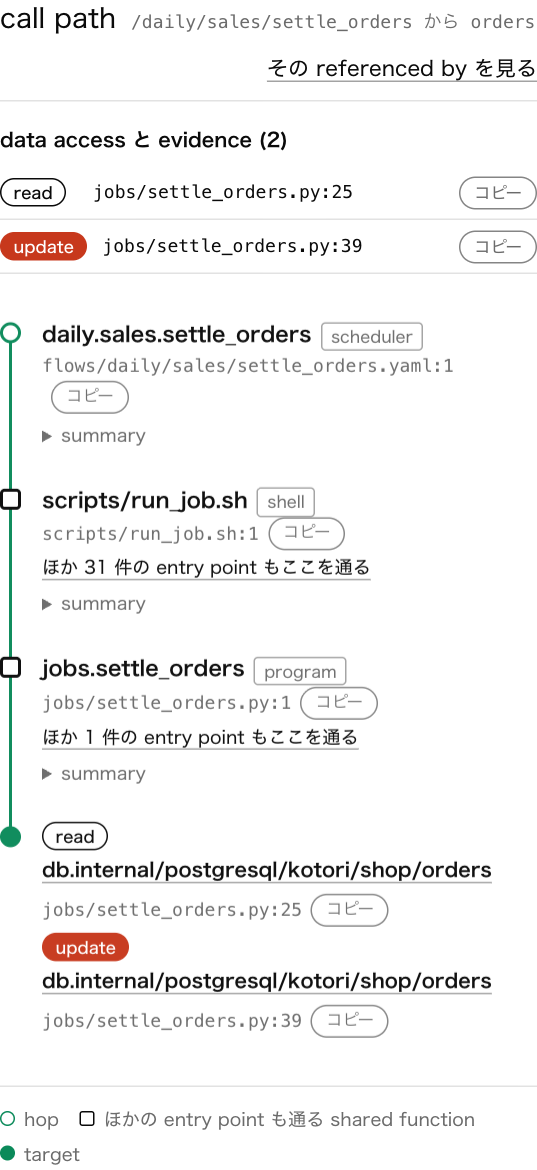 call path /daily/sales/settle_orders から orders
その referenced by を見る
data access と evidence (2)
read jobs/settle_orders.py:25 コピー
update jobs/settle_orders.py:39 コピー
daily.sales.settle_orders scheduler
flows/daily/sales/settle_orders.yaml:1
コピー
▶ summary
scripts/run_job.sh shell
scripts/run_job.sh:1 コピー
ほか 31 件の entry point もここを通る
▶ summary
jobs.settle_orders program
jobs/settle_orders.py:1 コピー
ほか 1 件の entry point もここを通る
▶ summary
read
db.internal/postgresql/kotori/shop/orders
jobs/settle_orders.py:25 コピー
update
db.internal/postgresql/kotori/shop/orders
jobs/settle_orders.py:39 コピー
hop ほかの entry point も通る shared function
target